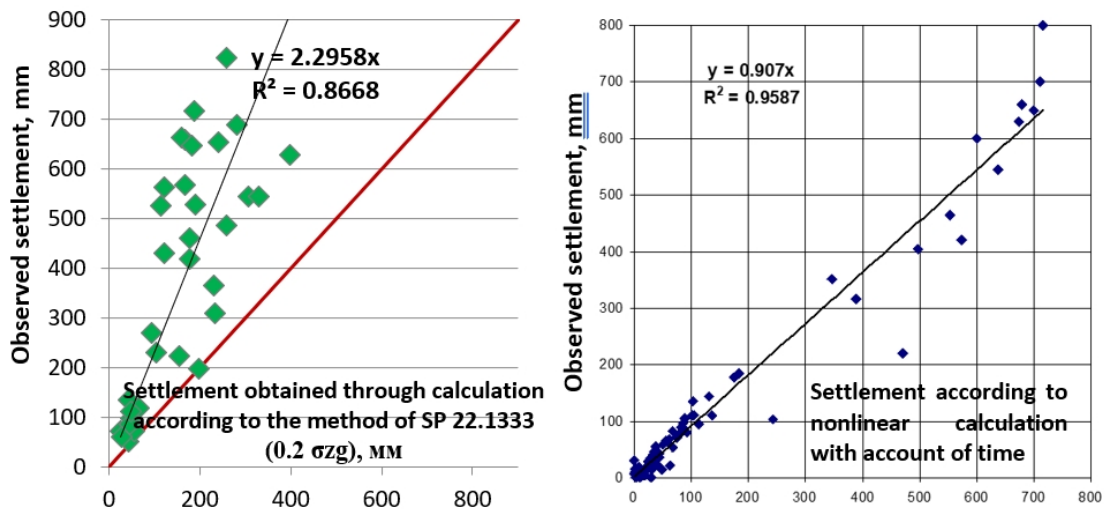 Observed settlement, mm
900
800
700
600
500
400
300
200
100
0
y = 2.2958x
R² = 0.8668
Settlement obtained through calculation
according to the method of SP 22.1333
(0.2 σzg), мм
0
200
400
600
800
Observed settlement, mm
800
700
600
500
400
300
200
100
0
y = 0.907x
R² = 0.9587
Settlement according to
nonlinear calculation
with account of time
0
100
200
300
400
500
600
700
800